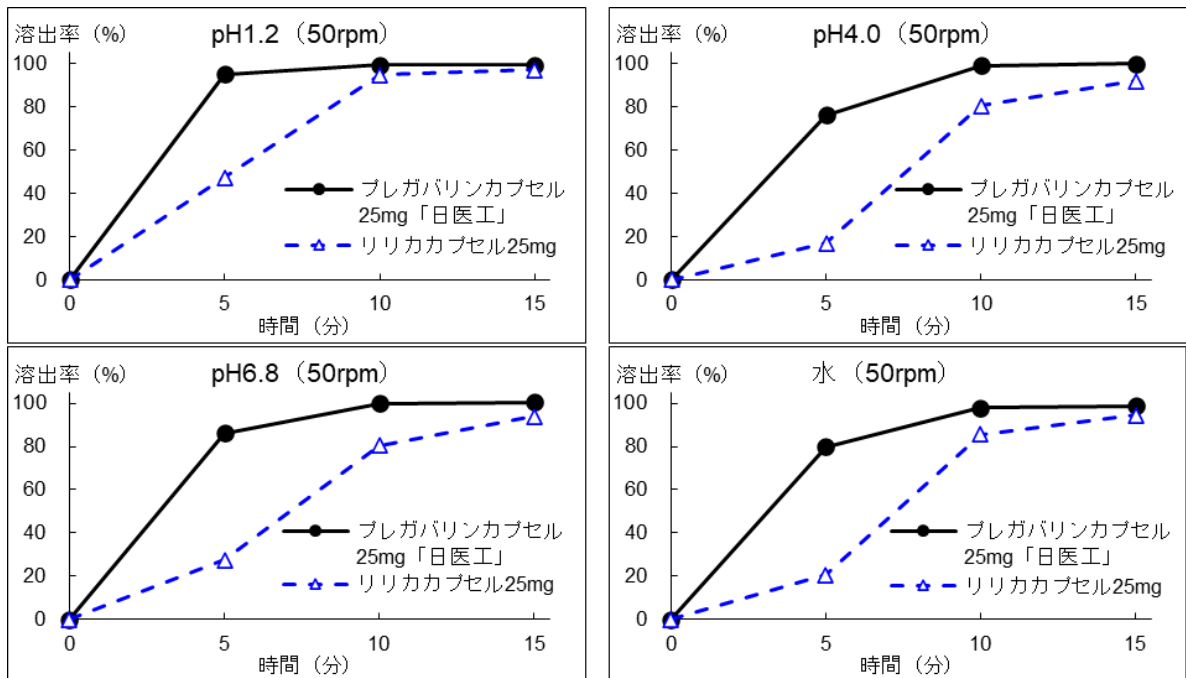 溶出率（%）
pH1.2（50rpm）
100
80
60
40
20
0
プレガバリンカプセル
25mg「日医工」
リリカカプセル25mg
0 5 10 15
時間（分）
溶出率（%）
pH4.0（50rpm）
100
80
60
40
20
0
プレガバリンカプセル
25mg「日医工」
リリカカプセル25mg
0 5 10 15
時間（分）
溶出率（%）
pH6.8（50rpm）
100
80
60
40
20
0
プレガバリンカプセル
25mg「日医工」
リリカカプセル25mg
0 5 10 15
時間（分）
溶出率（%）
水（50rpm）
100
80
60
40
20
0
プレガバリンカプセル
25mg「日医工」
リリカカプセル25mg
0 5 10 15
時間（分）